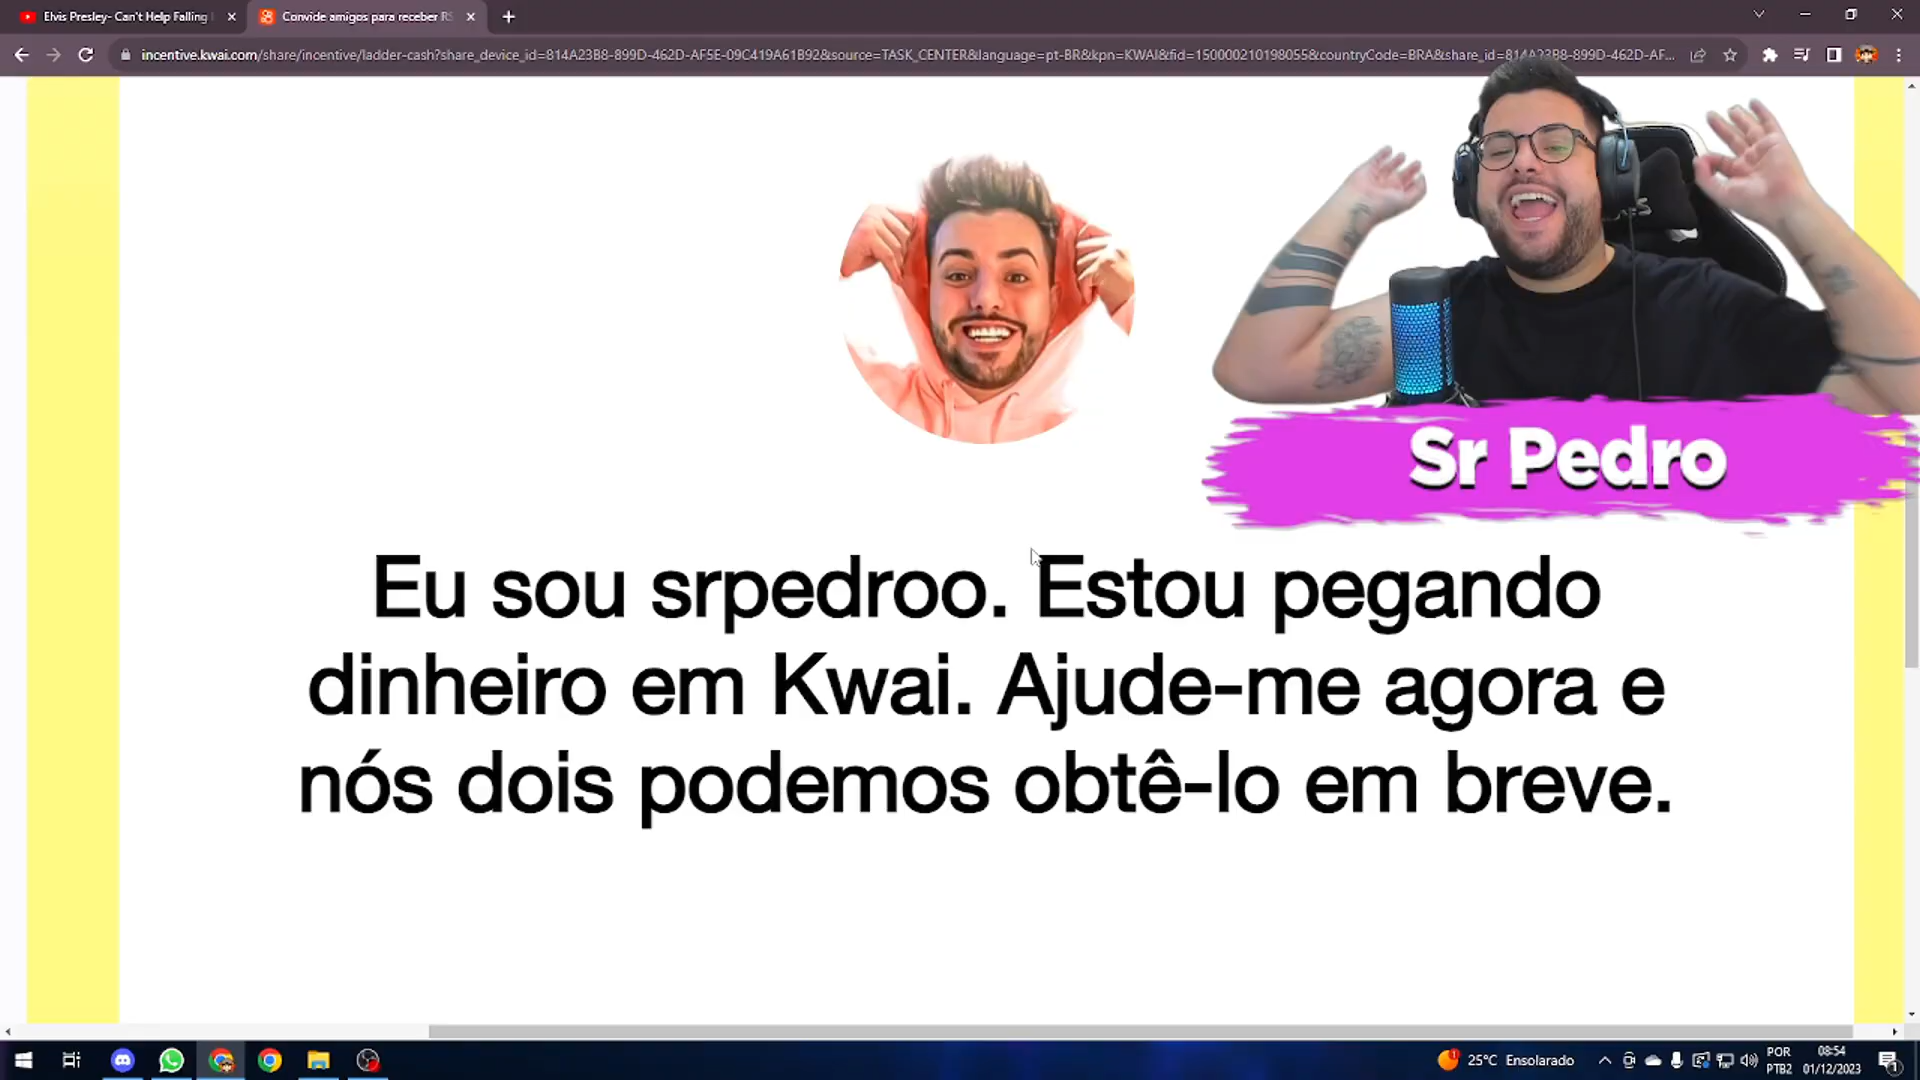 Elvis Presley- Can't Help Falling
Convide amigos para receber R$
incentive.kwai.com/share/incentive/ladder-cash?share_device_id=814A23B8-899D-462D-AF5E-09C419A61B92&source=TASK_CENTER&language=pt-BR&kpn=KWAI&fid=150000210198055&countryCode=BRA&share_id=814A23B8-899D-462D-AF...
Sr Pedro
Eu sou srpedroo. Estou pegando
dinheiro em Kwai. Ajude-me agora e
nós dois podemos obtê-lo em breve.
25°C Ensolarado
POR
PTB2
08:54
01/12/2023